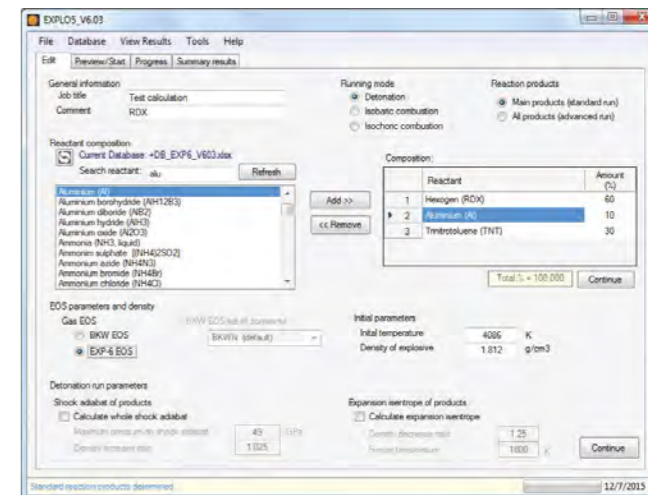 EXPLO5_V6.03
File Database View Results Tools Help
Edit Preview/Start Progress Summary results
General information
Job title Test calculation
Comment RDX
Running mode
Detonation
Isobaric combustion
Isochoric combustion
Reaction products
Main products (standard run)
All products (advanced run)
Reactant composition
Current Database: +DB_EXP6_V603.xlsx
Search reactant: alu Refresh
Aluminium (Al)
Aluminium borohydride (AlH12B3)
Aluminium diboride (AlB2)
Aluminium hydride (AlH3)
Aluminium oxide (Al2O3)
Ammonia (NH3, liquid)
Ammonim sulphate [(NH4)2SO2]
Ammonium azide (NH4N3)
Ammonium bromide (NH4Br)
Ammonium chloride (NH4Cl)
Add >>
<< Remove
Composition:
Reactant Amount (%)
1 Hexogen (RDX) 60
2 Aluminium (Al) 10
3 Trinitrotoluene (TNT) 30
Total % = 100.000 Continue
EOS parameters and density
Gas EOS
BKW EOS
EXP-6 EOS
BKW EOS set of constants
BKWN (default)
Initial parameters
Initial temperature 4086 K
Density of explosive 1.812 g/cm3
Detonation run parameters
Shock adiabat of products
Calculate whole shock adiabat
Maximum pressure on shock adiabat 49 GPa
Density increase ratio 1.025
Expansion isentrope of products
Calculate expansion isentrope
Density decrease ratio 1.25
temperature 1800 K
Continue
Standard reaction products determined 12/7/2015